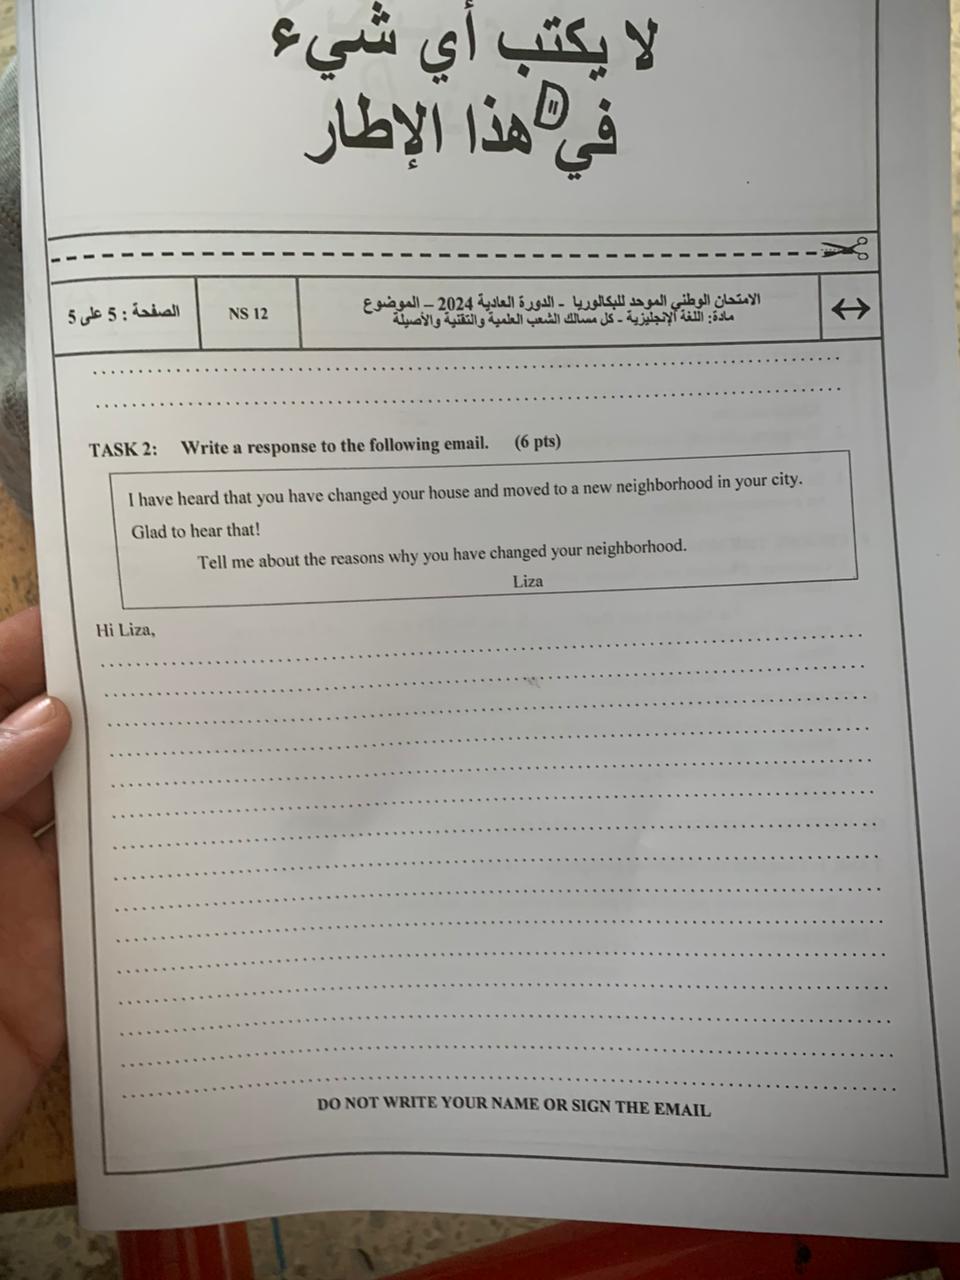 لا يكتب أي شيء
في هذا الإطار
الامتحان الوطني الموحد للبكالوريا - الدورة العادية 2024 – الموضوع
مادة: اللغة الإنجليزية - كل مسالك الشعب العلمية والتقنية والأصيلة
NS 12
الصفحة : 5 على 5
TASK 2: Write a response to the following email. (6 pts)
I have heard that you have changed your house and moved to a new neighborhood in your city.
Glad to hear that!
Tell me about the reasons why you have changed your neighborhood.
Liza
Hi Liza,
DO NOT WRITE YOUR NAME OR SIGN THE EMAIL